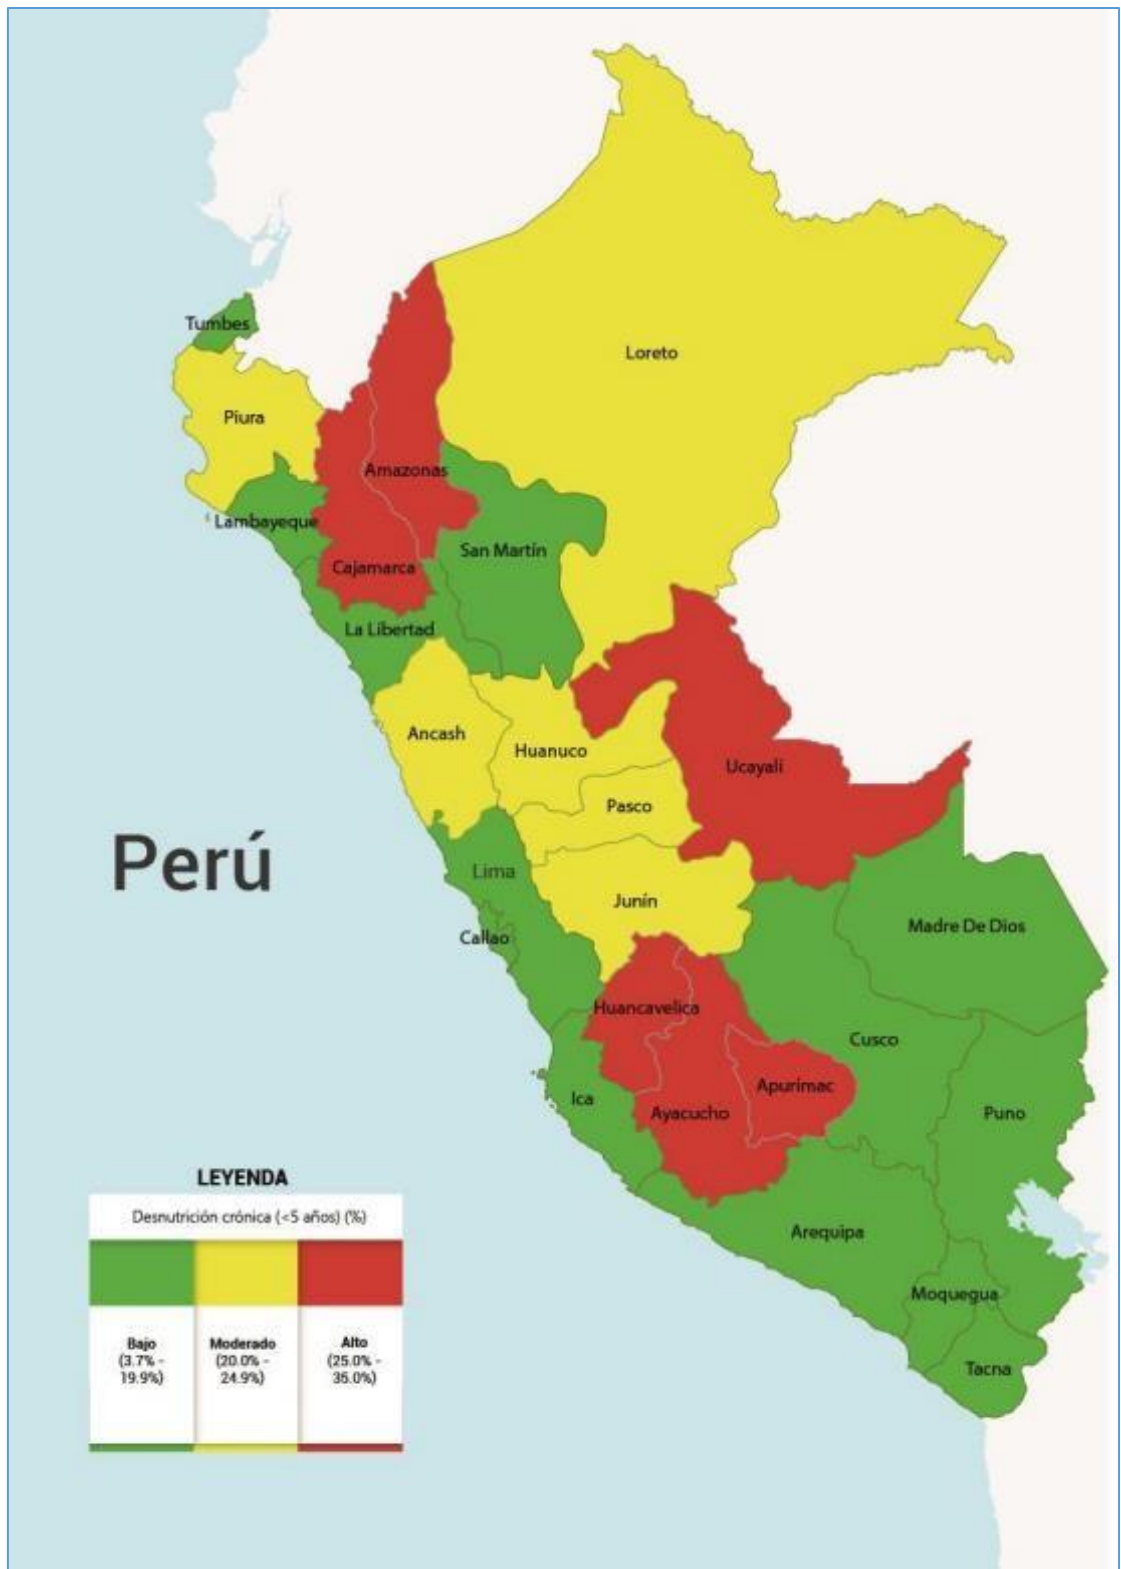 Tumbes
Loreto
Piura
Amazonas
Lambayeque
San Martín
Cajamarca
La Libertad
Ancash
Huanuco
Ucayali
Pasco
Perú
Lima
Junín
Madre De Dios
Callao
Huancavelica
Cusco
Apurímac
Ica
Ayacucho
Puno
LEYENDA
Desnutrición crónica (<5 años) (%)
Arequipa
Moquegua
Bajo
(3.7% -
19.9%)
Moderado
(20.0% -
24.9%)
Alto
(25.0% -
35.0%)
Tacna